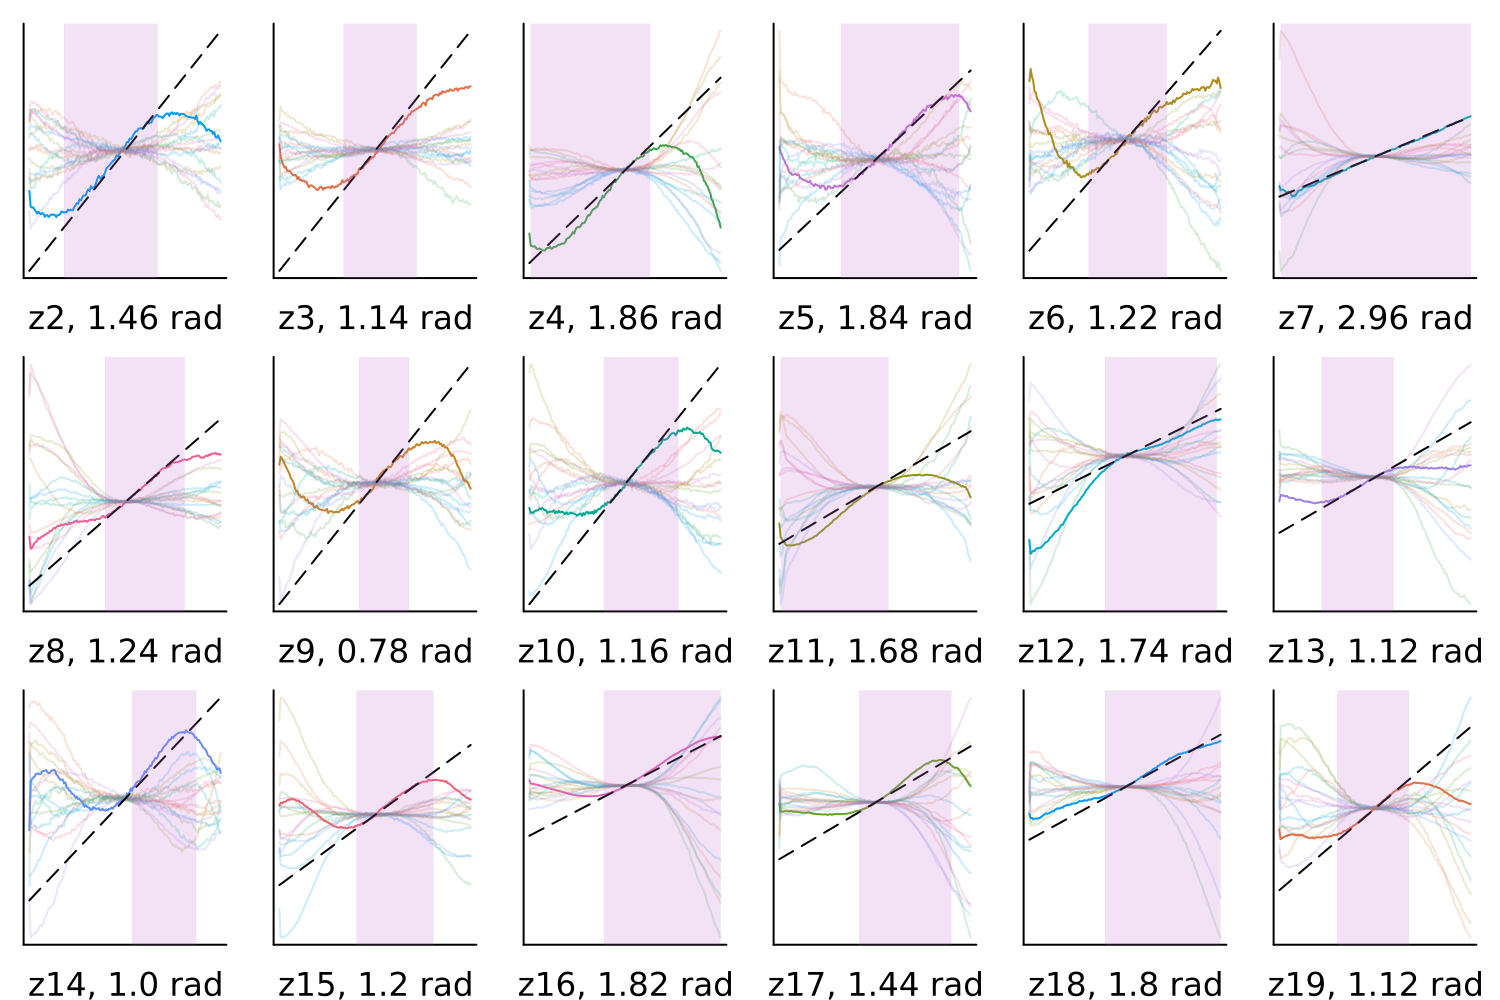 z2, 1.46 rad
z3, 1.14 rad
z4, 1.86 rad
z5, 1.84 rad
z6, 1.22 rad
z7, 2.96 rad
z8, 1.24 rad
z9, 0.78 rad
z10, 1.16 rad
z11, 1.68 rad
z12, 1.74 rad
z13, 1.12 rad
z14, 1.0 rad
z15, 1.2 rad
z16, 1.82 rad
z17, 1.44 rad
z18, 1.8 rad
z19, 1.12 rad